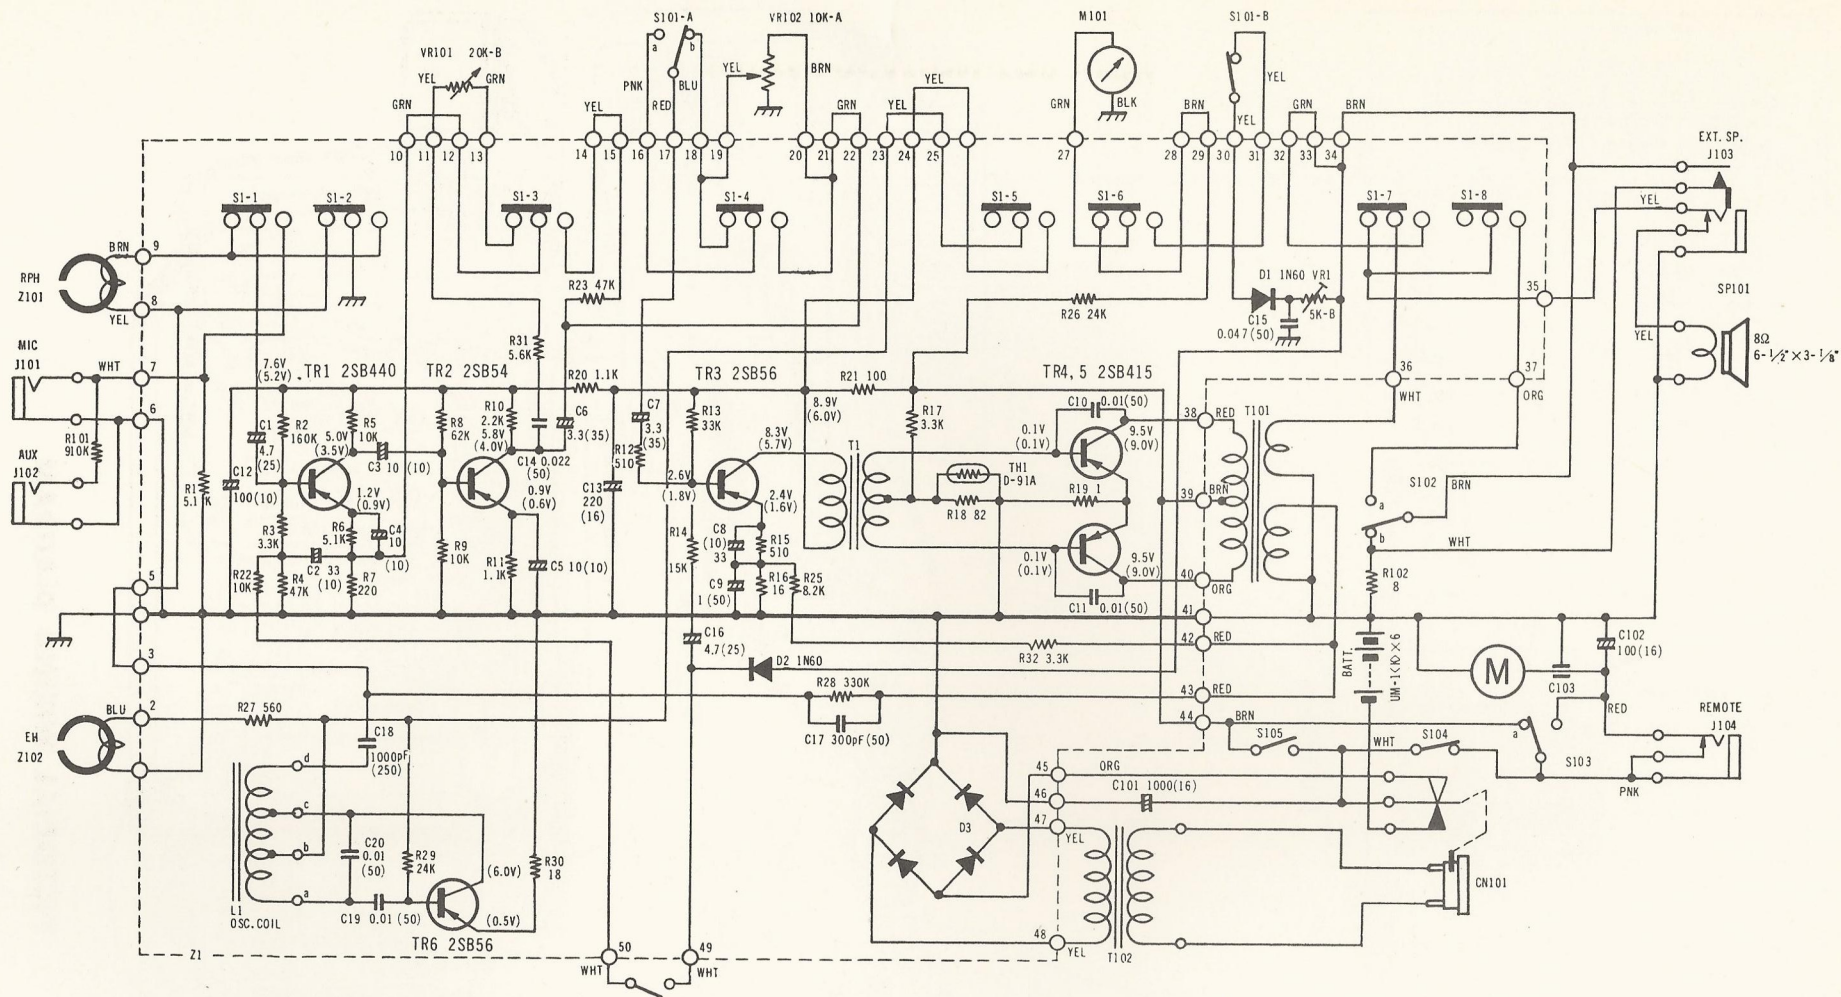 S101-A
VR102 10K-A
M101
S101-B
VR101 20K-B
a
b
YEL
GRN
PNK
RED
BLU
YEL
BRN
GRN
BLK
YEL
YEL
GRN
YEL
GRN
YEL
YEL
BRN
GRN
BRN
EXT. SP.
J103
10
11
12
13
14
15
16
17
18
19
20
21
22
23
24
25
27
28
29
30
31
32
33
34
S1-1
S1-2
S1-3
S1-4
S1-5
S1-6
S1-7
S1-8
YEL
BRN
9
RPH
Z101
8
YEL
R23 47K
R26 24K
D1 1N60 VR1
5K-B
C15
0.047(50)
35
SP101
YEL
8Ω
6-1/2" × 3-1/8"
MIC
J101
WHT
7
6
7.6V
(5.2V)
TR1 2SB440
TR2 2SB54
R31
5.6K
R20 1.1K
TR3 2SB56
R21 100
TR4, 5 2SB415
36
WHT
37
ORG
R101
910K
AUX
J102
R1
5.1K
C12
100(10)
C1
4.7
(25)
R2
160K
5.0V
(3.5V)
R5
10K
C3 10 (10)
R8
62K
R10
2.2K
5.8V
(4.0V)
C14 0.022
(50)
C6
3.3(35)
C7
3.3
(35)
R12
510
R13
33K
8.9V
(6.0V)
8.3V
(5.7V)
R17
3.3K
C10 0.01(50)
0.1V
(0.1V)
9.5V
(9.0V)
38
RED
T101
1.2V
(0.9V)
0.9V
(0.6V)
C13
220
(16)
2.6V
(1.8V)
2.4V
(1.6V)
T1
TH1
D-91A
R19 1
R18 82
39
BRN
a
S102
BRN
b
WHT
R3
3.3K
R6
5.1K
C4
10
(10)
C2 33
(10)
R22
10K
R4
47K
R7
220
R9
10K
R11
1.1K
C5 10(10)
R14
15K
C8
(10)
33
R15
510
C9
1 (50)
R16
16
R25
8.2K
0.1V
(0.1V)
9.5V
(9.0V)
C11 0.01(50)
40
ORG
R102
8
5
41
C16
4.7(25)
42 RED
R32 3.3K
BATT.
UM-1(K) × 6
M
C103
C102
100(16)
3
D2 1N60
R28 330K
C17 300pF(50)
43 RED
44
BRN
RED
BLU
2
EH
Z102
R27 560
C18
1000pF
(250)
S105
WHT
S104
a
S103
REMOTE
J104
PNK
d
c
b
a
L1
OSC.COIL
C20
0.01
(50)
R29
24K
C19 0.01 (50)
(6.0V)
(0.5V)
TR6 2SB56
R30
18
D3
45
ORG
46
C101 1000(16)
47
YEL
48
YEL
T102
CN101
Z1
50
WHT
49
WHT